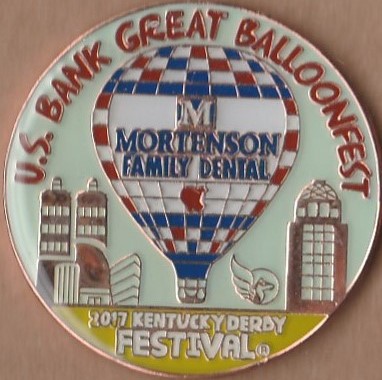 U.S. BANK GREAT BALLOONFEST
M
MORTENSON
FAMILY DENTAL
2017 KENTUCKY DERBY
FESTIVAL®